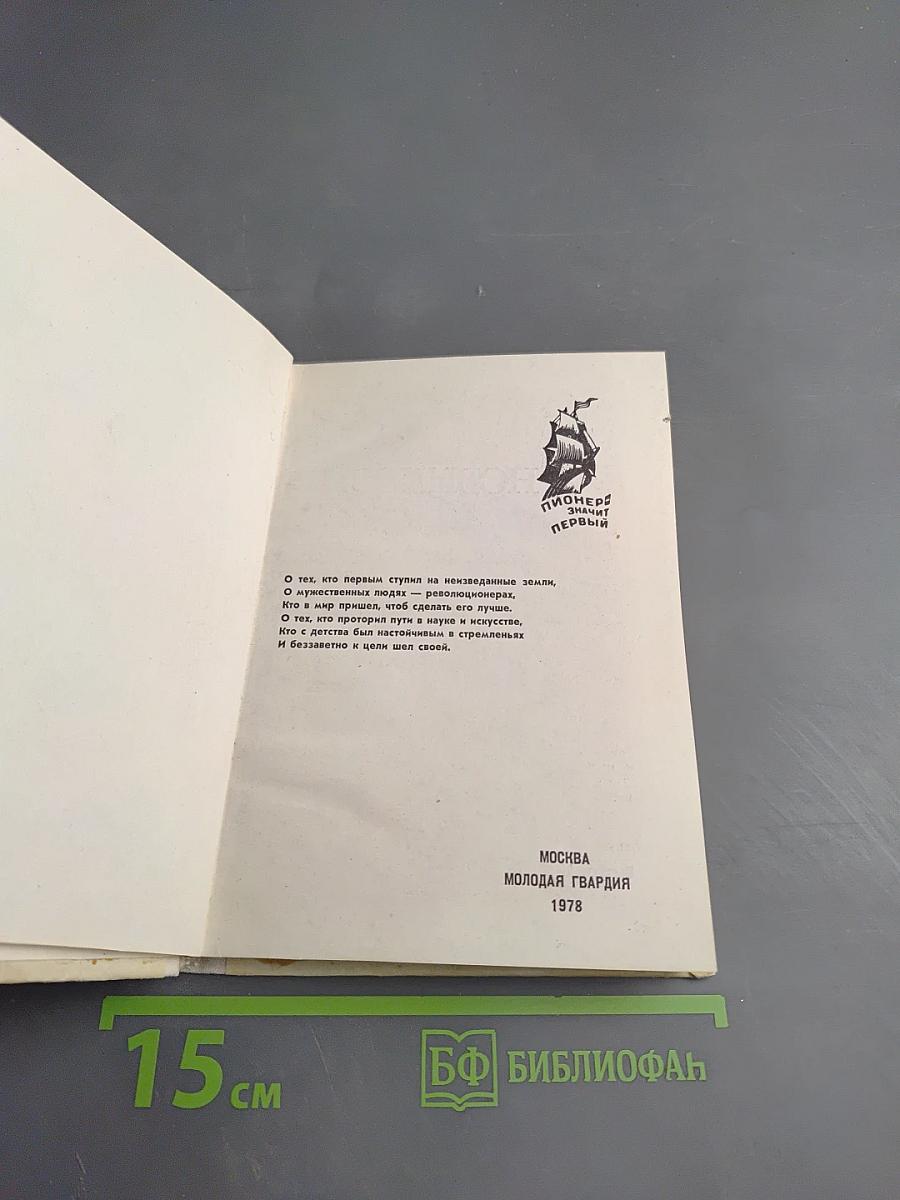 ПИОНЕР
ЗНАЧИТ
ПЕРВЫЙ
О тех, кто первым ступил на неизведанные земли,
О мужественных людях — революционерах,
Кто в мир пришел, чтоб сделать его лучше.
О тех, кто проторил пути в науке и искусстве,
Кто с детства был настойчивым в стремленьях
И беззаветно к цели шел своей.
МОСКВА
МОЛОДАЯ ГВАРДИЯ
1978
15 см
БФ БИБЛИОФАН